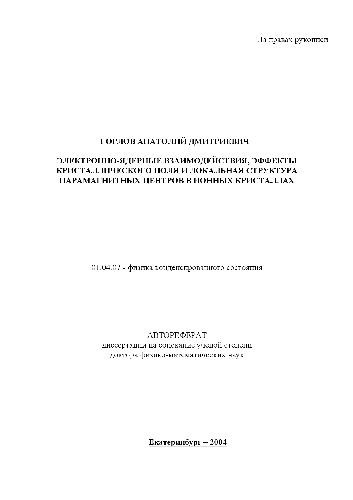 На правах рукописи
ГОРЛОВ АНАТОЛИЙ ДМИТРИЕВИЧ
ЭЛЕКТРОННО-ЯДЕРНЫЕ ВЗАИМОДЕЙСТВИЯ, ЭФФЕКТЫ
КРИСТАЛЛИЧЕСКОГО ПОЛЯ И ЛОКАЛЬНАЯ СТРУКТУРА
ПАРАМАГНИТНЫХ ЦЕНТРОВ В ИОННЫХ КРИСТАЛЛАХ
01.04.07 - физика конденсированного состояния
АВТОРЕФЕРАТ
диссертации на соискание ученой степени
доктора физико-математических наук
Екатеринбург – 2004